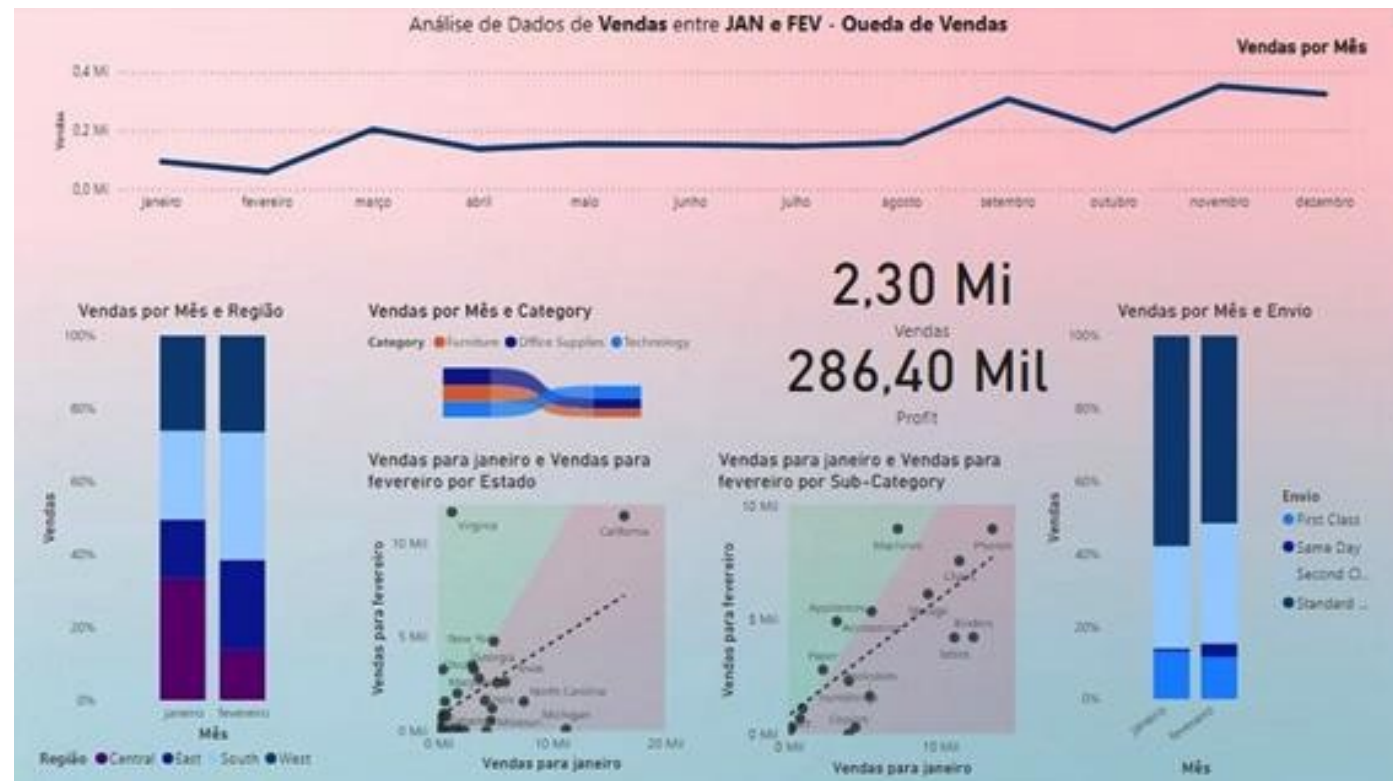 Análise de Dados de Vendas entre JAN e FEV - Queda de Vendas
Vendas por Mês
Vendas
0,4 Mi
0,2 Mi
0,0 Mi
janeiro fevereiro março abril maio junho julho agosto setembro outubro novembro dezembro
Vendas por Mês e Região
Vendas
100%
80%
60%
40%
20%
0%
janeiro fevereiro
Mês
Região Central East South West
Vendas por Mês e Category
Category Furniture Office Supplies Technology
2,30 Mi
Vendas
286,40 Mil
Profit
Vendas para janeiro e Vendas para
fevereiro por Estado
Vendas para fevereiro
10 Mil
5 Mil
0 Mil
Virginia
California
New York
Georgia
Texas
North Carolina
Michigan
0 Mil 10 Mil 20 Mil
Vendas para janeiro
Vendas para janeiro e Vendas para
fevereiro por Sub-Category
Vendas para fevereiro
10 Mil
5 Mil
0 Mil
Machines
Phones
Chairs
Storage
Appliances
Accessories
Binders
Tables
Paper
Bookcases
Copiers
0 Mil 10 Mil
Vendas para janeiro
Vendas por Mês e Envio
Vendas
100%
80%
60%
40%
20%
0%
janeiro
fevereiro
Mês
Envio
First Class
Same Day
Second Cl...
Standard ...